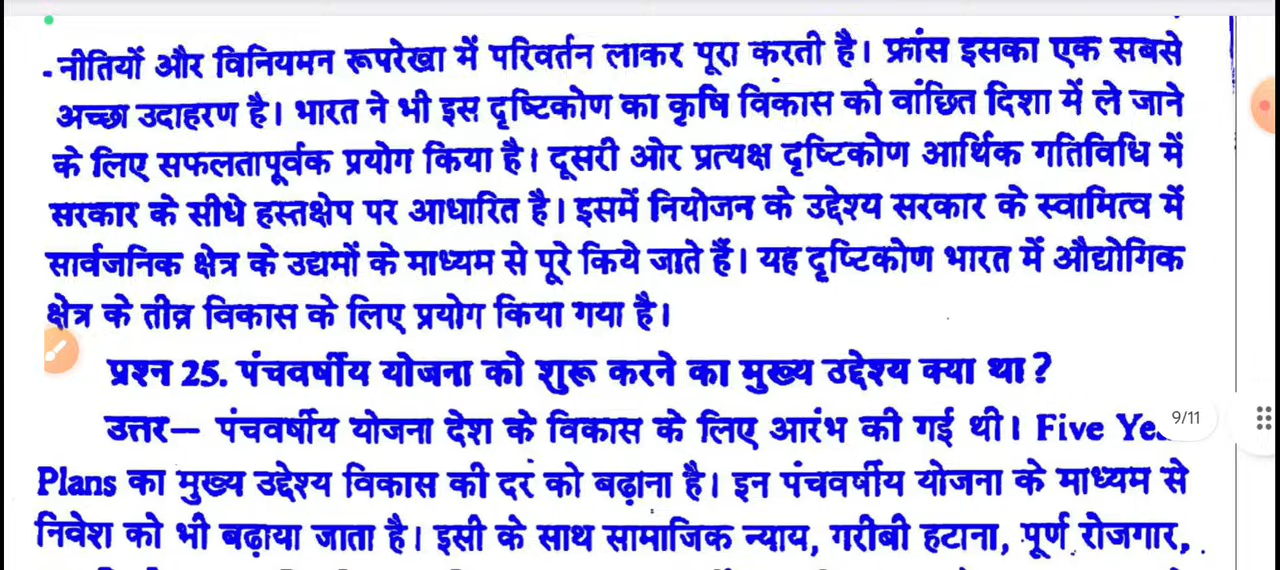 नीतियों और विनियमन रूपरेखा में परिवर्तन लाकर पूरा करती है। फ्रांस इसका एक सबसे
अच्छा उदाहरण है। भारत ने भी इस दृष्टिकोण का कृषि विकास को वांछित दिशा में ले जाने
के लिए सफलतापूर्वक प्रयोग किया है। दूसरी ओर प्रत्यक्ष दृष्टिकोण आर्थिक गतिविधि में
सरकार के सीधे हस्तक्षेप पर आधारित है। इसमें नियोजन के उद्देश्य सरकार के स्वामित्व में
सार्वजनिक क्षेत्र के उद्यमों के माध्यम से पूरे किये जाते हैं। यह दृष्टिकोण भारत में औद्योगिक
क्षेत्र के तीव्र विकास के लिए प्रयोग किया गया है।
प्रश्न 25. पंचवर्षीय योजना को शुरू करने का मुख्य उद्देश्य क्या था?
उत्तर– पंचवर्षीय योजना देश के विकास के लिए आरंभ की गई थी। Five
9/11
Plans का मुख्य उद्देश्य विकास की दर को बढ़ाना है। इन पंचवर्षीय योजना के माध्यम से
निवेश को भी बढ़ाया जाता है। इसी के साथ सामाजिक न्याय, गरीबी हटाना, पूर्ण रोजगार,